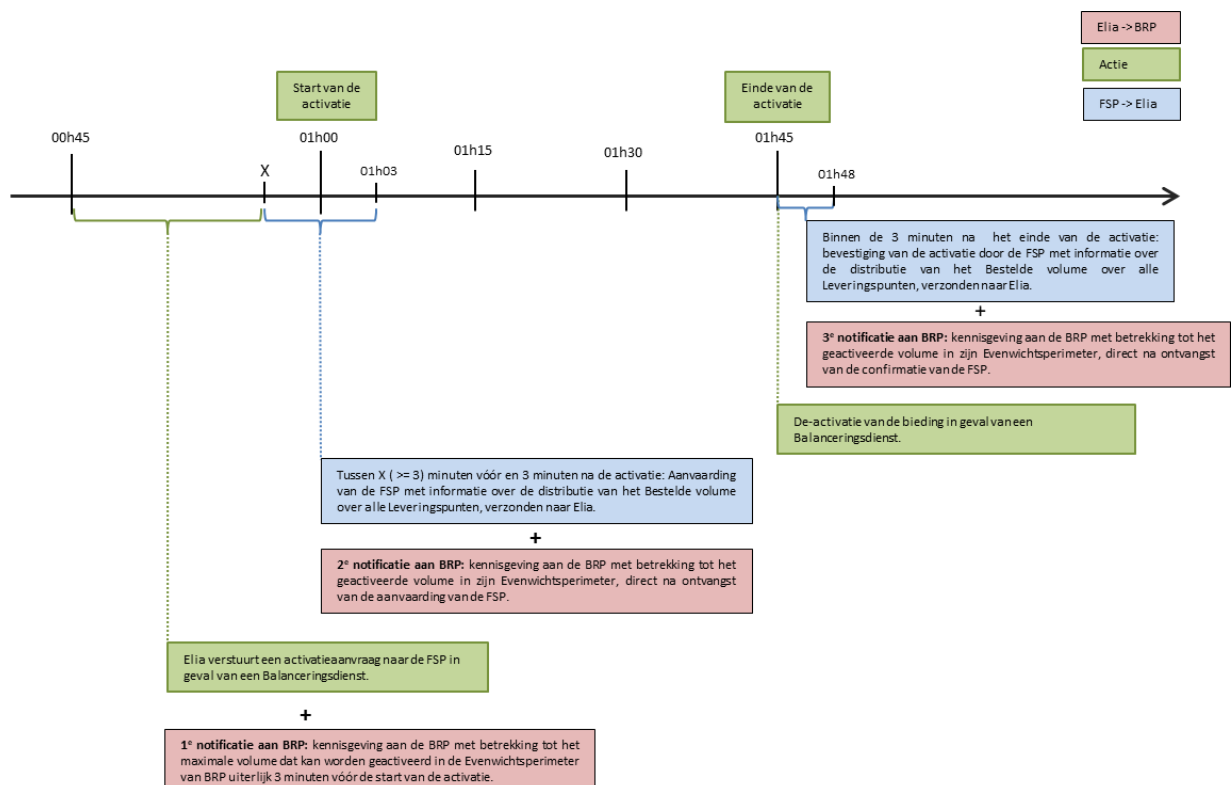 Elia -> BRP
Actie
FSP -> Elia
Start van de
activatie
Einde van de
activatie
00h45
X
01h00
01h03
01h15
01h30
01h45
01h48
Binnen de 3 minuten na het einde van de activatie:
bevestiging van de activatie door de FSP met informatie over
de distributie van het Bestelde volume over alle
Leveringspunten, verzonden naar Elia.
+
3e notificatie aan BRP: kennisgeving aan de BRP met betrekking tot het
geactiveerde volume in zijn Evenwichtsperimeter, direct na ontvangst
van de confirmatie van de FSP.
De-activatie van de bieding in geval van een
Balanceringsdienst.
Tussen X ( >= 3) minuten vóór en 3 minuten na de activatie: Aanvaarding
van de FSP met informatie over de distributie van het Bestelde volume
over alle Leveringspunten, verzonden naar Elia.
+
2e notificatie aan BRP: kennisgeving aan de BRP met betrekking tot het
geactiveerde volume in zijn Evenwichtsperimeter, direct na ontvangst
van de aanvaarding van de FSP.
Elia verstuurt een activatieaanvraag naar de FSP in
geval van een Balanceringsdienst.
+
1e notificatie aan BRP: kennisgeving aan de BRP met betrekking tot het
maximale volume dat kan worden geactiveerd in de Evenwichtsperimeter
van BRP uiterlijk 3 minuten vóór de start van de activatie.